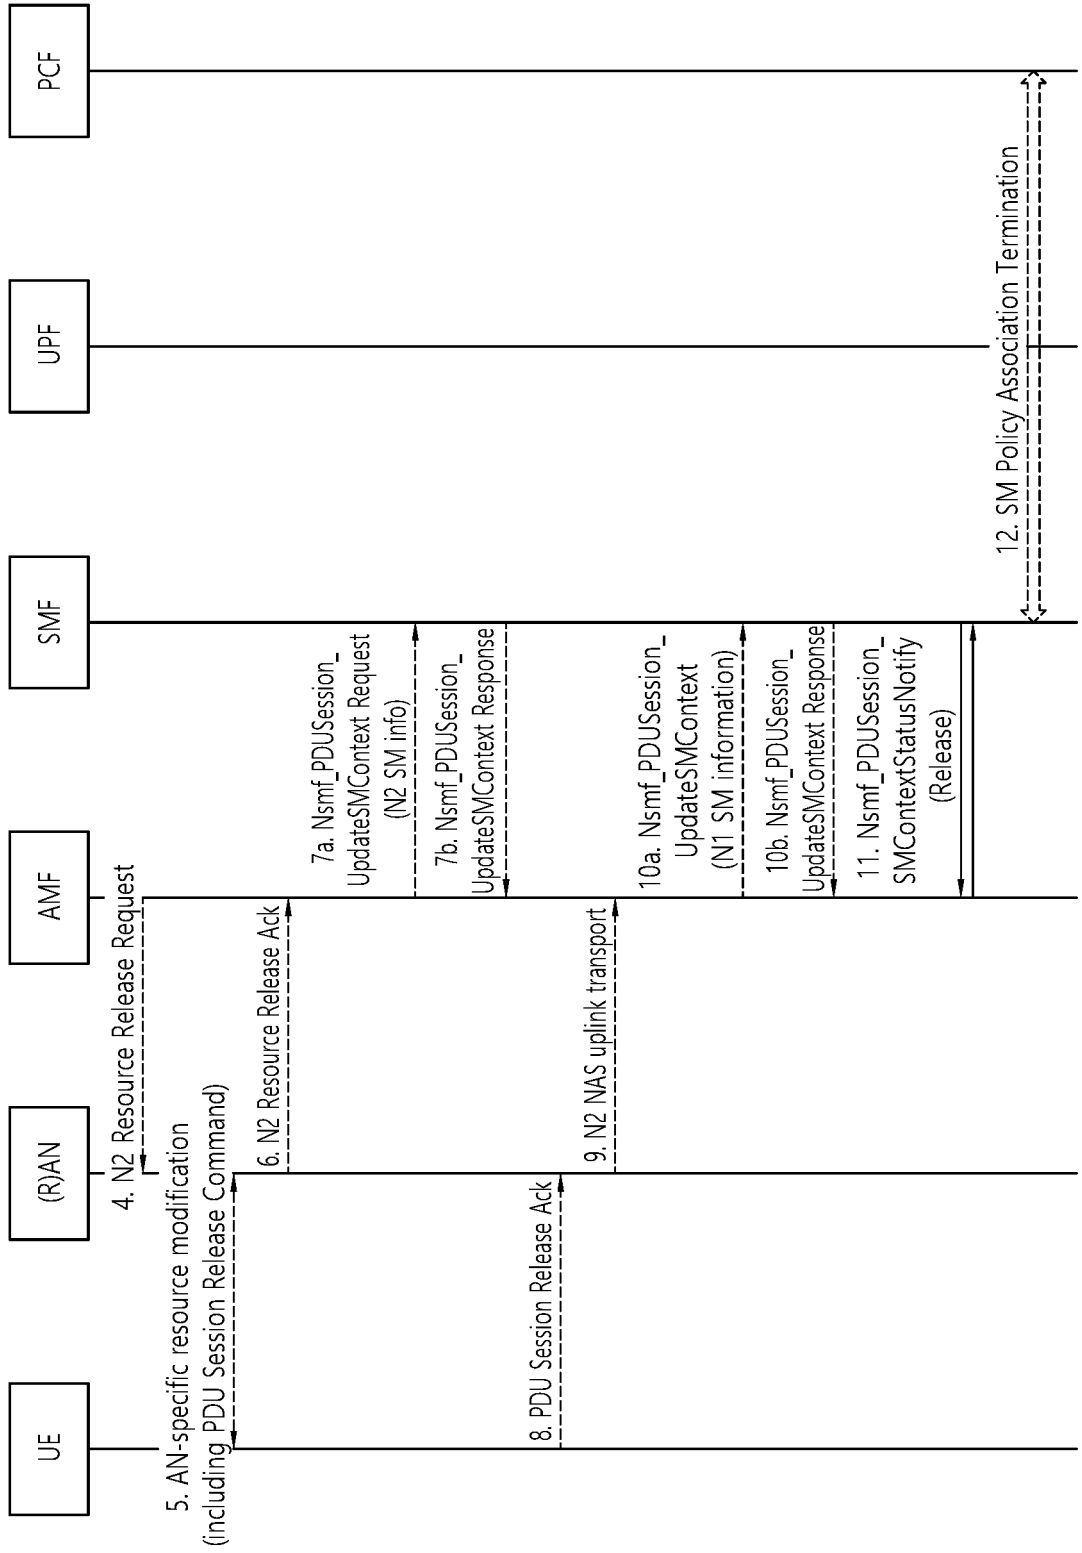 UE
(R)AN
AMF
SMF
UPF
PCF
4. N2 Resource Release Request
5. AN-specific resource modification
(including PDU Session Release Command)
6. N2 Resource Release Ack
7a. Nsmf_PDUSession_
UpdateSMContext Request
(N2 SM info)
7b. Nsmf_PDUSession_
UpdateSMContext Response
8. PDU Session Release Ack
9. N2 NAS uplink transport
10a. Nsmf_PDUSession_
UpdateSMContext
(N1 SM information)
10b. Nsmf_PDUSession_
UpdateSMContext Response
11. Nsmf_PDUSession_
SMContextStatusNotify
(Release)
12. SM Policy Association Termination